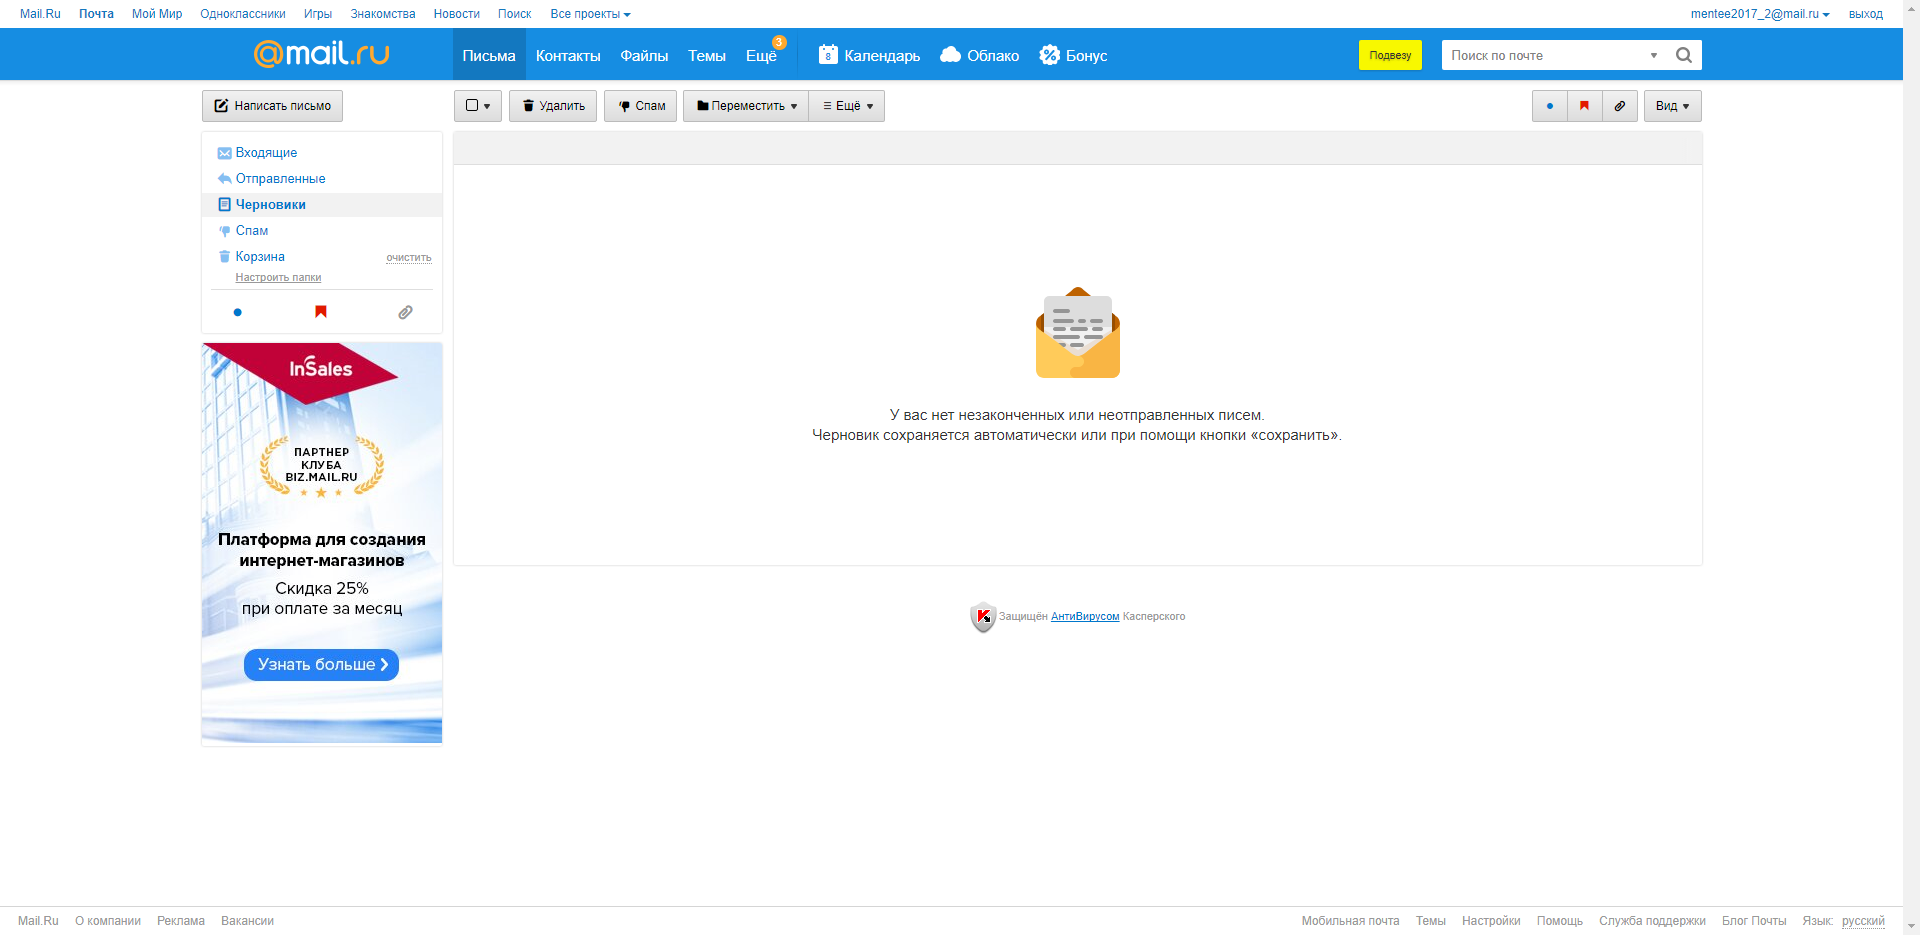 Mail.Ru Почта Мой Мир Одноклассники Игры Знакомства Новости Поиск Все проекты mentee2017_2@mail.ru выход
@mail.ru Письма Контакты Файлы Темы Ещё 3 8 Календарь Облако Бонус Подвезу Поиск по почте
Написать письмо Удалить Спам Переместить Ещё Вид
Входящие
Отправленные
Черновики
Спам
Корзина очистить
Настроить папки
InSales
ПАРТНЕР
КЛУБА
BIZ.MAIL.RU
Платформа для создания
интернет-магазинов
Скидка 25%
при оплате за месяц
Узнать больше
У вас нет незаконченных или неотправленных писем.
Черновик сохраняется автоматически или при помощи кнопки «сохранить».
Защищён АнтиВирусом Касперского
Mail.Ru О компании Реклама Вакансии Мобильная почта Темы Настройки Помощь Служба поддержки Блог Почты Язык: русский